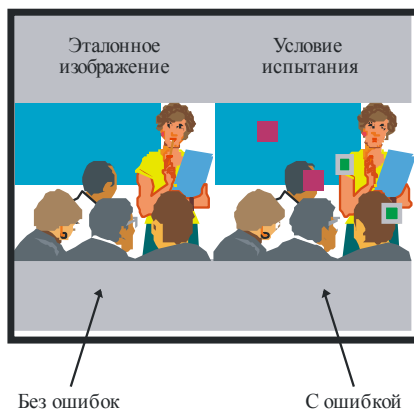 Эталонное
изображение
Условие
испытания
Без ошибок
С ошибкой